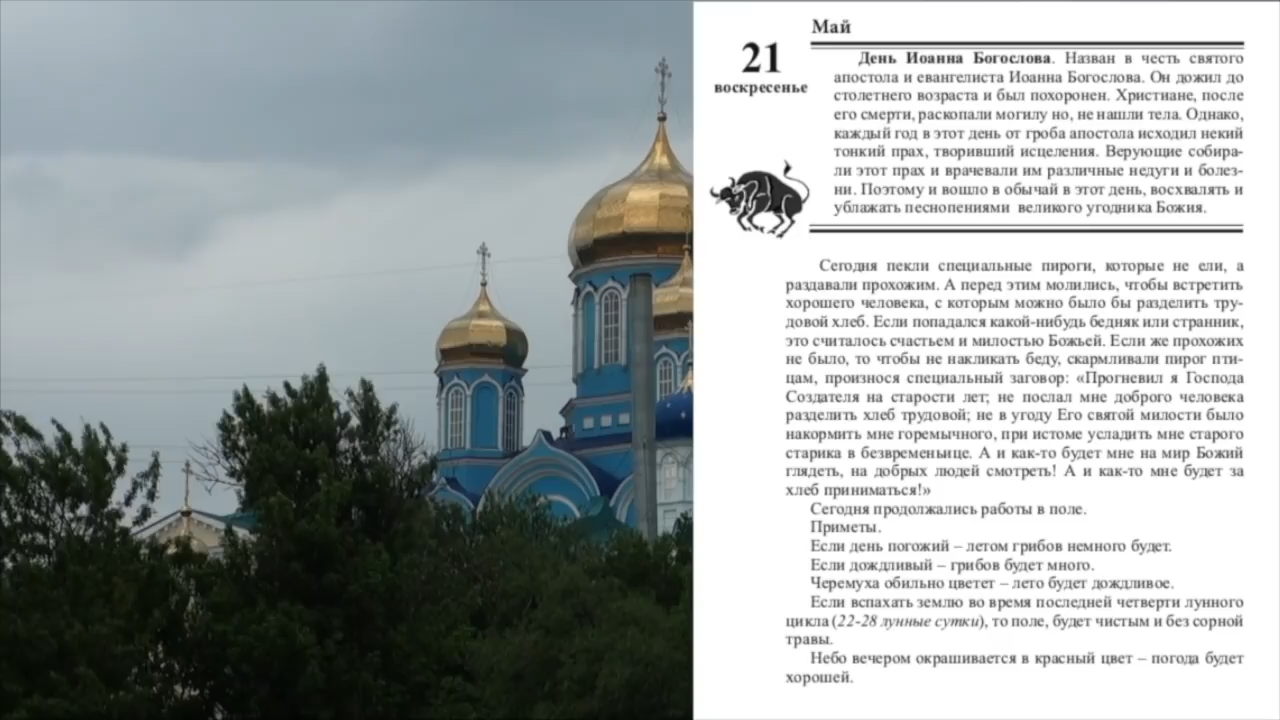 Май
21
воскресенье
День Иоанна Богослова. Назван в честь святого
апостола и евангелиста Иоанна Богослова. Он дожил до
столетнего возраста и был похоронен. Христиане, после
его смерти, раскопали могилу но, не нашли тела. Однако,
каждый год в этот день от гроба апостола исходил некий
тонкий прах, творивший исцеления. Верующие собира-
ли этот прах и врачевали им различные недуги и болез-
ни. Поэтому и вошло в обычай в этот день, восхвалять и
ублажать песнопениями великого угодника Божия.
Сегодня пекли специальные пироги, которые не ели, а
раздавали прохожим. А перед этим молились, чтобы встретить
хорошего человека, с которым можно было бы разделить тру-
довой хлеб. Если попадался какой-нибудь бедняк или странник,
это считалось счастьем и милостью Божьей. Если же прохожих
не было, то чтобы не накликать беду, скармливали пирог пти-
цам, произнося специальный заговор: «Прогневил я Господа
Создателя на старости лет; не послал мне доброго человека
разделить хлеб трудовой; не в угоду Его святой милости было
накормить мне горемычного, при истоме усладить мне старого
старика в безвременьице. А и как-то будет мне на мир Божий
глядеть, на добрых людей смотреть! А и как-то мне будет за
хлеб приниматься!»
Сегодня продолжались работы в поле.
Приметы.
Если день погожий – летом грибов немного будет.
Если дождливый – грибов будет много.
Черемуха обильно цветет – лето будет дождливое.
Если вспахать землю во время последней четверти лунного
цикла (22-28 лунные сутки), то поле, будет чистым и без сорной
травы.
Небо вечером окрашивается в красный цвет – погода будет
хорошей.